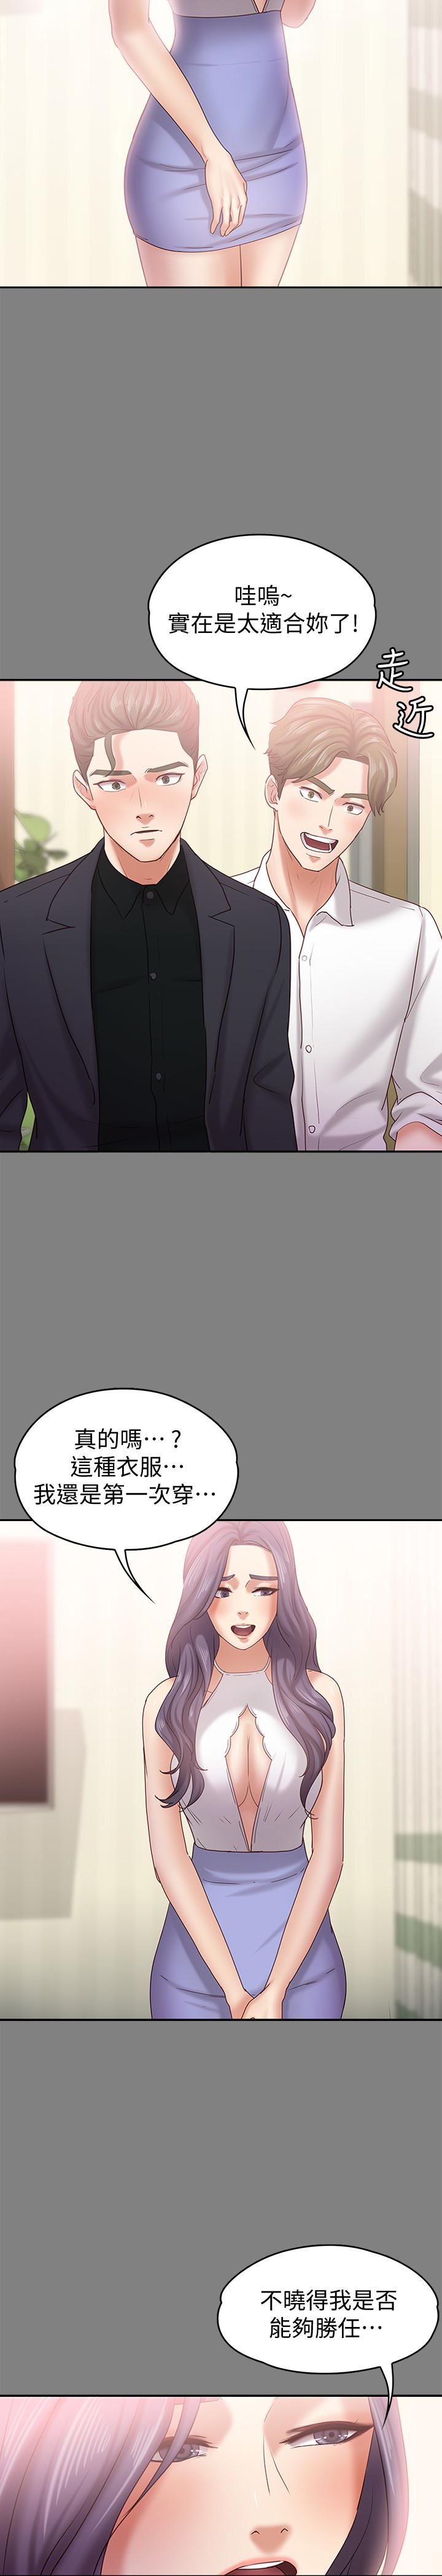 哇嗚~
實在是太適合妳了!
走近
真的嗎…?
這種衣服…
我還是第一次穿…
不曉得我是否
能夠勝任…